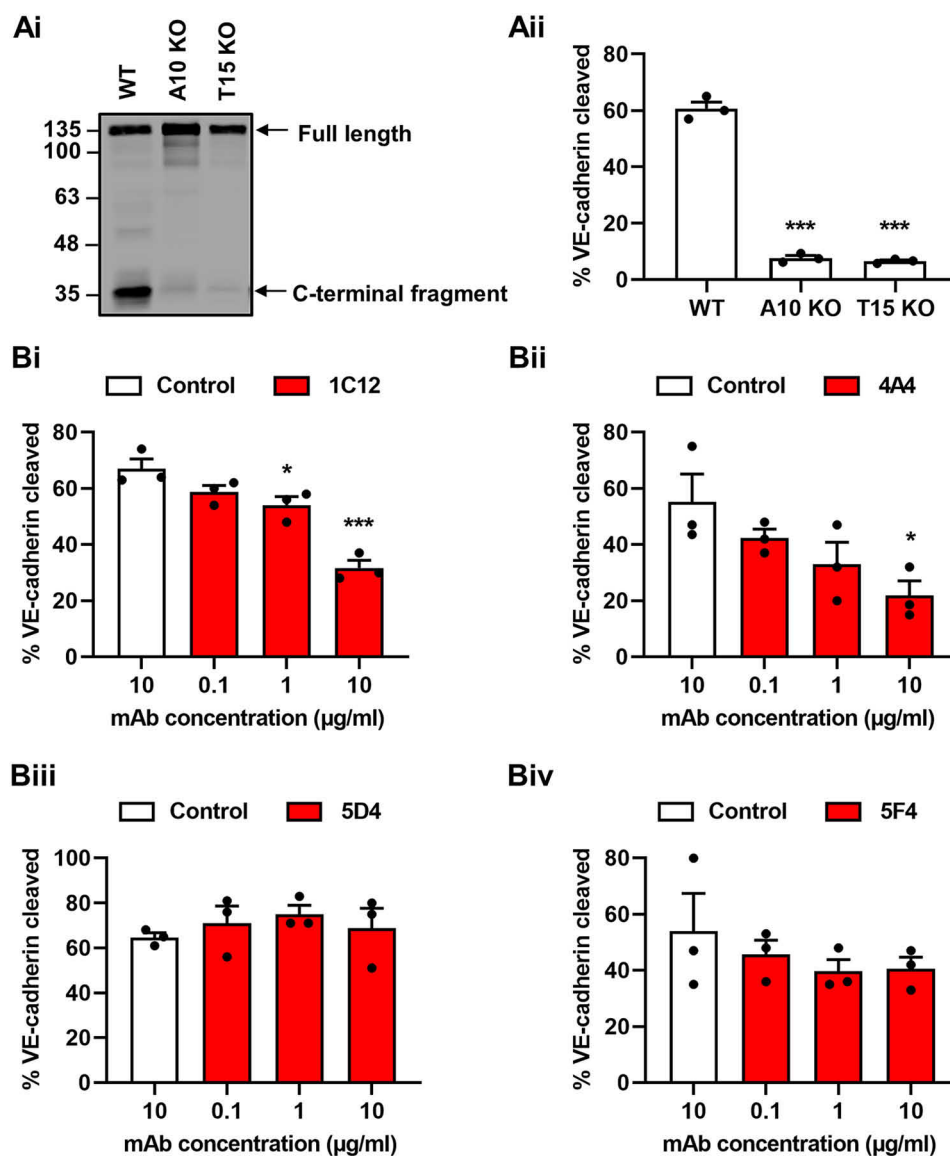 Ai
WT
A10 KO
T15 KO
135
100
63
48
35
Full length
C-terminal fragment
Aii
% VE-cadherin cleaved
80
60
40
20
0
***
***
WT
A10 KO
T15 KO
Bi
Control
1C12
% VE-cadherin cleaved
80
60
40
20
0
*
***
10
0.1
1
10
mAb concentration (µg/ml)
Bii
Control
4A4
% VE-cadherin cleaved
80
60
40
20
0
*
10
0.1
1
10
mAb concentration (µg/ml)
Biii
Control
5D4
% VE-cadherin cleaved
100
80
60
40
20
0
10
0.1
1
10
mAb concentration (µg/ml)
Biv
Control
5F4
% VE-cadherin cleaved
80
60
40
20
0
10
0.1
1
10
mAb concentration (µg/ml)